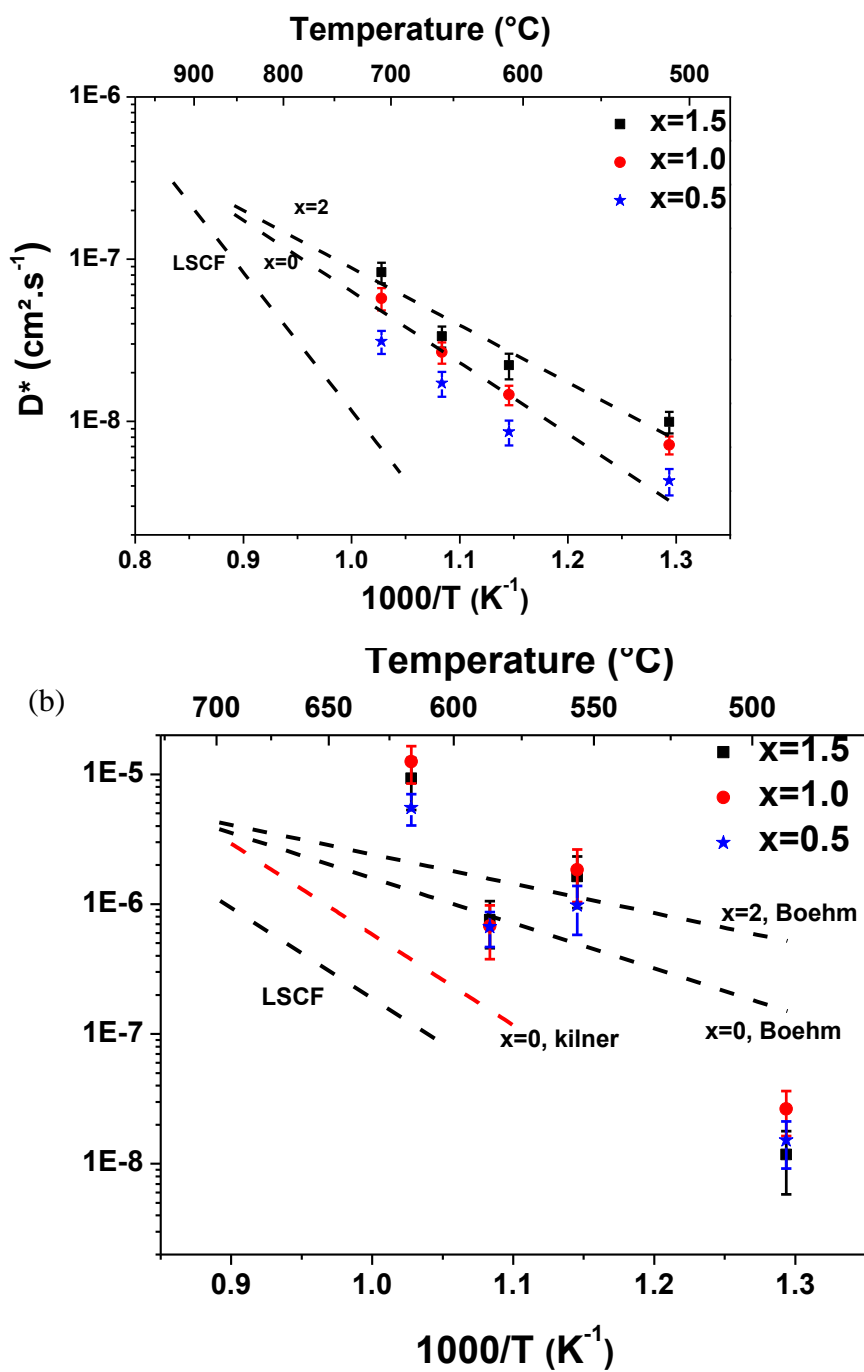 Temperature (°C)
900 800 700 600 500
1E-6
x=1.5
x=1.0
x=0.5
x=2
x=0
LSCF
1E-7
D* (cm².s⁻¹)
1E-8
0.8 0.9 1.0 1.1 1.2 1.3
1000/T (K⁻¹)
Temperature (°C)
(b)
700 650 600 550 500
x=1.5
x=1.0
x=0.5
1E-5
1E-6
x=2, Boehm
LSCF
1E-7
x=0, kilner
x=0, Boehm
1E-8
0.9 1.0 1.1 1.2 1.3
1000/T (K⁻¹)